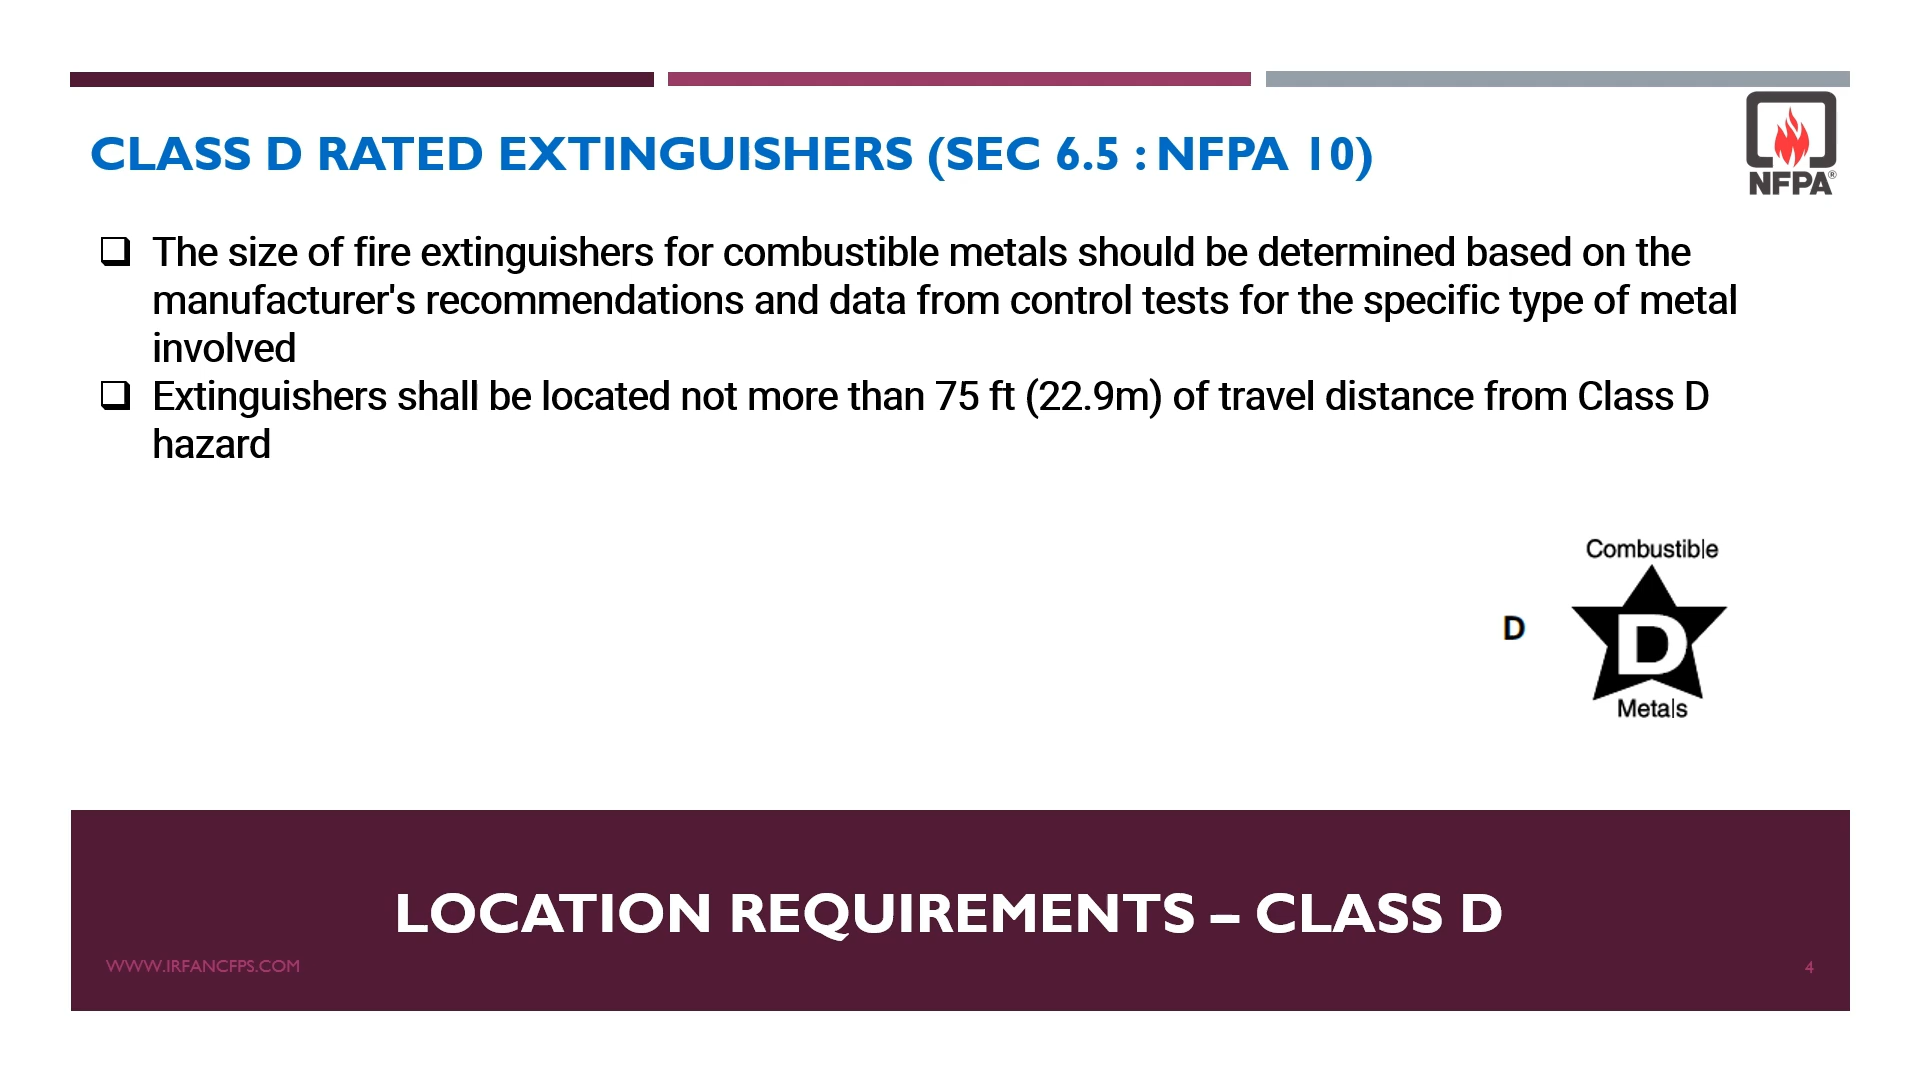 CLASS D RATED EXTINGUISHERS (SEC 6.5 : NFPA 10)
NFPA®
❑ The size of fire extinguishers for combustible metals should be determined based on the
manufacturer's recommendations and data from control tests for the specific type of metal
involved
❑ Extinguishers shall be located not more than 75 ft (22.9m) of travel distance from Class D
hazard
Combustible
D
D
Metals
LOCATION REQUIREMENTS – CLASS D
WWW.IRFANCFPS.COM
4